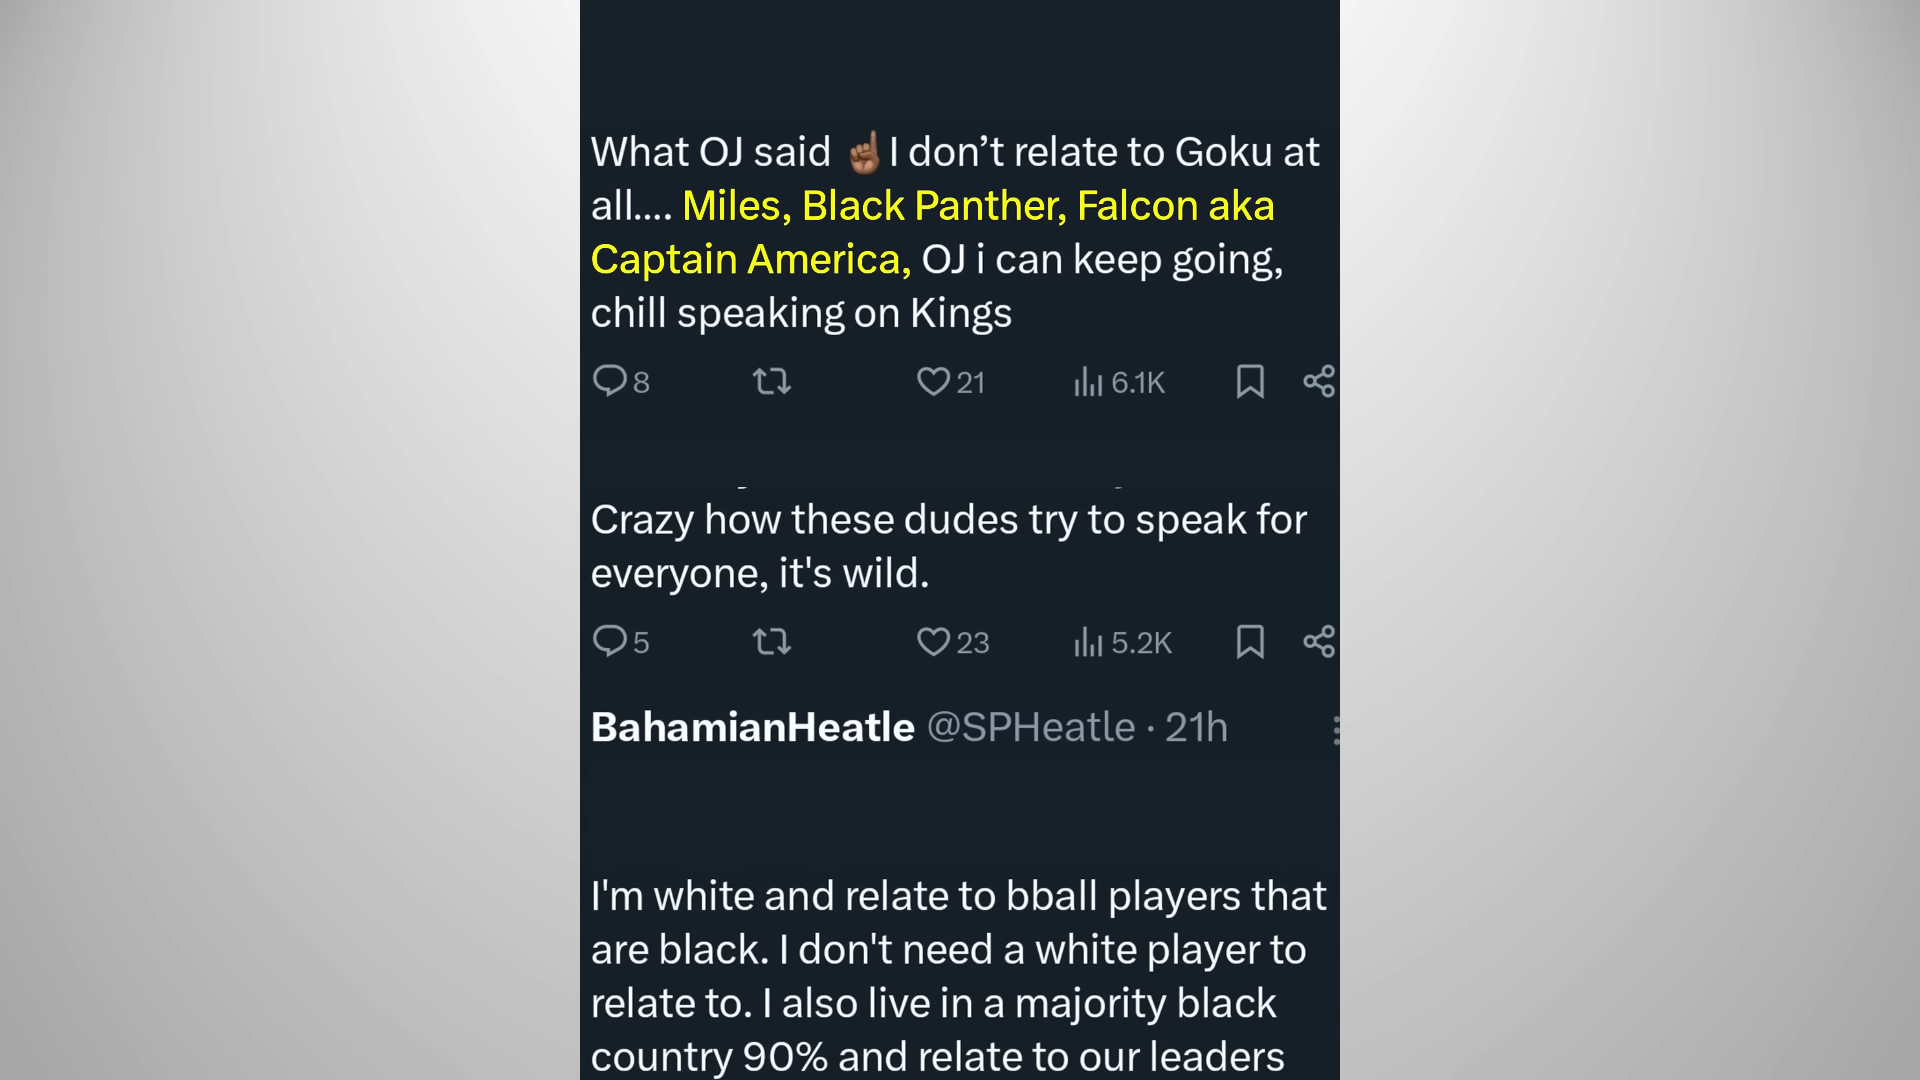 What OJ said ☝🏾I don’t relate to Goku at
all.... Miles, Black Panther, Falcon aka
Captain America, OJ i can keep going,
chill speaking on Kings
8 21 6.1K
Crazy how these dudes try to speak for
everyone, it's wild.
5 23 5.2K
BahamianHeatle @SPHeatle · 21h
I'm white and relate to bball players that
are black. I don't need a white player to
relate to. I also live in a majority black
country 90% and relate to our leaders